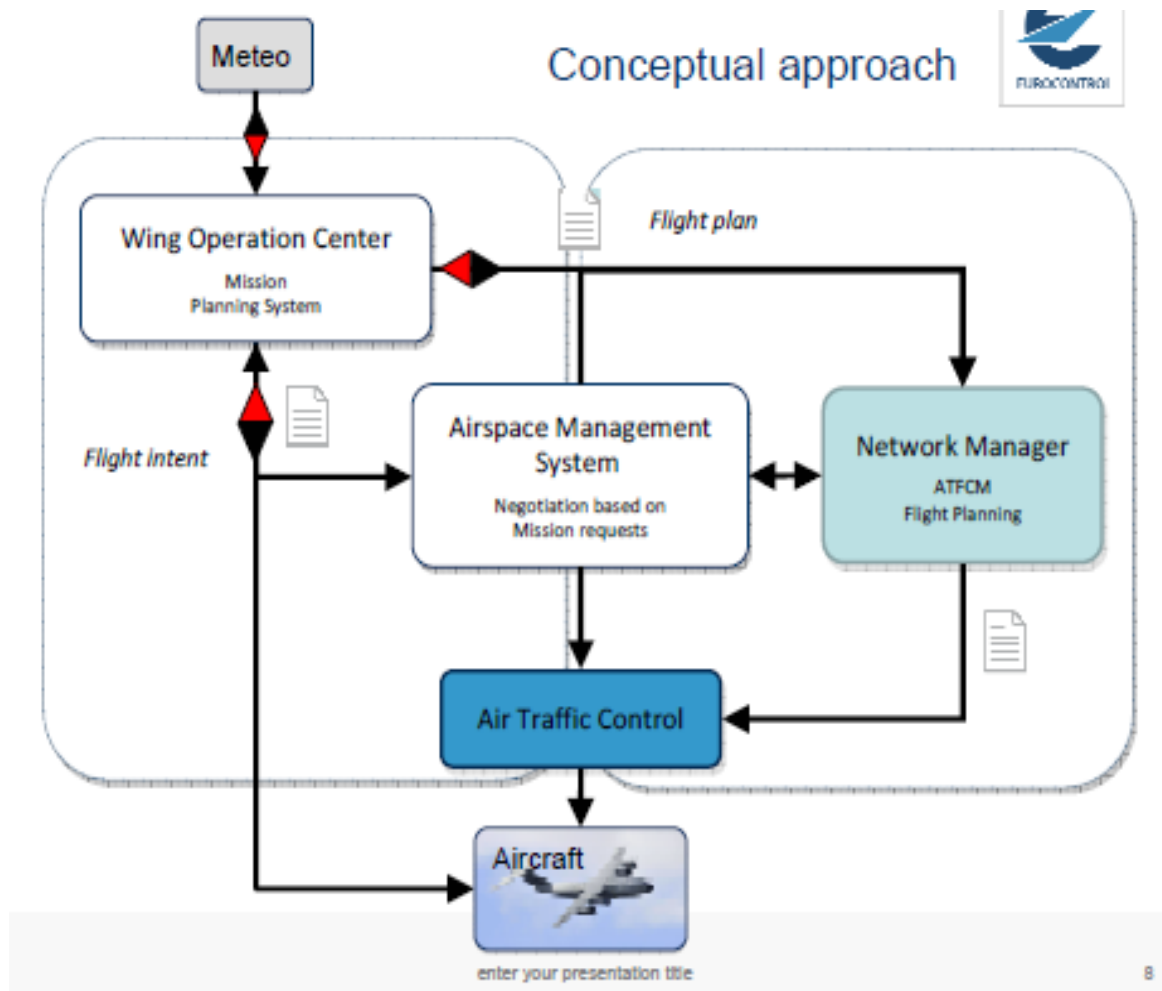 Meteo
Conceptual approach
EUROCONTROL
Wing Operation Center
Mission
Planning System
Flight plan
Flight intent
Airspace Management
System
Negotiation based on
Mission requests
Network Manager
ATFCM
Flight Planning
Air Traffic Control
Aircraft
enter your presentation title
8